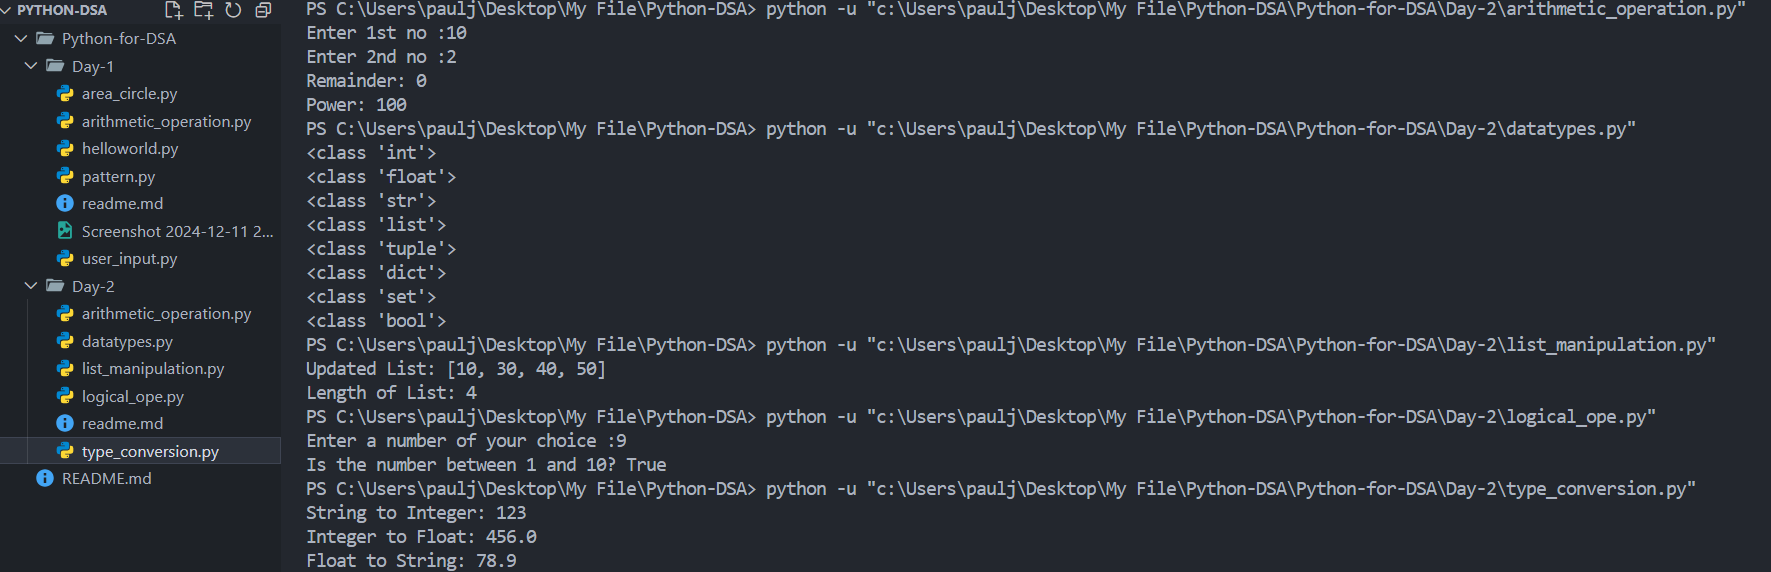 PYTHON-DSA
Python-for-DSA
Day-1
area_circle.py
arithmetic_operation.py
helloworld.py
pattern.py
readme.md
Screenshot 2024-12-11 2...
user_input.py
Day-2
arithmetic_operation.py
datatypes.py
list_manipulation.py
logical_ope.py
readme.md
type_conversion.py
README.md
PS C:\Users\paulj\Desktop\My File\Python-DSA> python -u "c:\Users\paulj\Desktop\My File\Python-DSA\Python-for-DSA\Day-2\arithmetic_operation.py"
Enter 1st no :10
Enter 2nd no :2
Remainder: 0
Power: 100
PS C:\Users\paulj\Desktop\My File\Python-DSA> python -u "c:\Users\paulj\Desktop\My File\Python-DSA\Python-for-DSA\Day-2\datatypes.py"
<class 'int'>
<class 'float'>
<class 'str'>
<class 'list'>
<class 'tuple'>
<class 'dict'>
<class 'set'>
<class 'bool'>
PS C:\Users\paulj\Desktop\My File\Python-DSA> python -u "c:\Users\paulj\Desktop\My File\Python-DSA\Python-for-DSA\Day-2\list_manipulation.py"
Updated List: [10, 30, 40, 50]
Length of List: 4
PS C:\Users\paulj\Desktop\My File\Python-DSA> python -u "c:\Users\paulj\Desktop\My File\Python-DSA\Python-for-DSA\Day-2\logical_ope.py"
Enter a number of your choice :9
Is the number between 1 and 10? True
PS C:\Users\paulj\Desktop\My File\Python-DSA> python -u "c:\Users\paulj\Desktop\My File\Python-DSA\Python-for-DSA\Day-2\type_conversion.py"
String to Integer: 123
Integer to Float: 456.0
Float to String: 78.9